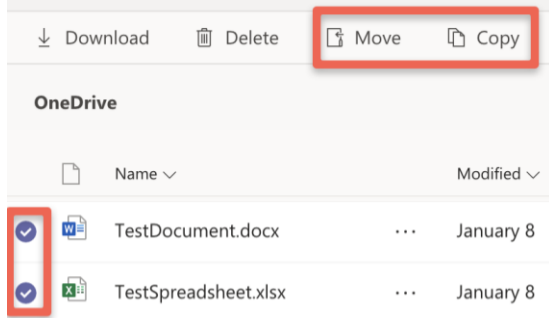 Download Delete Move Copy
OneDrive
Name Modified
TestDocument.docx ... January 8
TestSpreadsheet.xlsx ... January 8